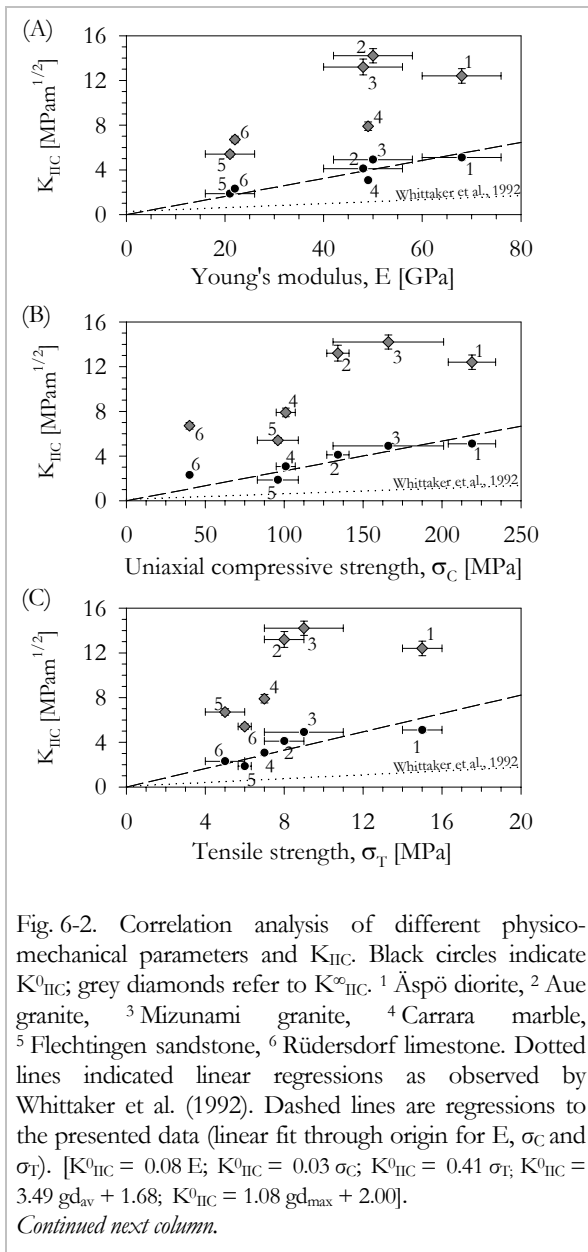 (A)
16
12
8
4
0
K_IIC [MPam^1/2]
2
3
1
4
6
5
5
6
2
3
4
1
Whittaker et al., 1992
0
20
40
60
80
Young's modulus, E [GPa]
(B)
16
12
8
4
0
K_IIC [MPam^1/2]
2
3
1
4
5
6
6
5
4
2
3
1
Whittaker et al., 1992
0
50
100
150
200
250
Uniaxial compressive strength, σ_C [MPa]
(C)
16
12
8
4
0
K_IIC [MPam^1/2]
2
3
1
4
5
6
6
5
4
2
3
1
Whittaker et al., 1992
0
4
8
12
16
20
Tensile strength, σ_T [MPa]
Fig. 6-2. Correlation analysis of different physico-
mechanical parameters and K_IIC. Black circles indicate
K^0_IIC; grey diamonds refer to K^∞_IIC. ^1 Äspö diorite, ^2 Aue
granite, ^3 Mizunami granite, ^4 Carrara marble,
^5 Flechtingen sandstone, ^6 Rüdersdorf limestone. Dotted
lines indicated linear regressions as observed by
Whittaker et al. (1992). Dashed lines are regressions to
the presented data (linear fit through origin for E, σ_C and
σ_T). [K^0_IIC = 0.08 E; K^0_IIC = 0.03 σ_C; K^0_IIC = 0.41 σ_T; K^0_IIC =
3.49 gd_av + 1.68; K^0_IIC = 1.08 gd_max + 2.00].
Continued next column.